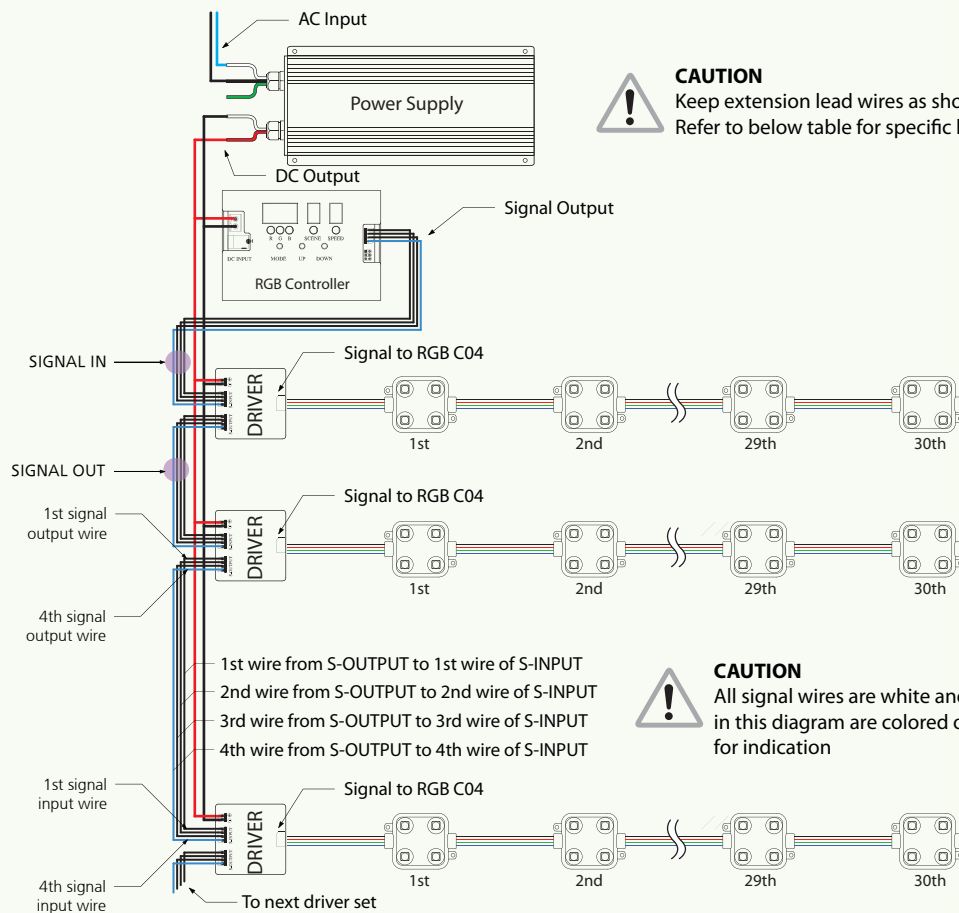 AC Input
Power Supply
CAUTION
Keep extension lead wires as sho
Refer to below table for specific
DC Output
Signal Output
R G B SCENE SPEED
DC INPUT MODE UP DOWN
RGB Controller
SIGNAL IN
Signal to RGB C04
DRIVER
1st
2nd
29th
30th
SIGNAL OUT
Signal to RGB C04
1st signal
output wire
DRIVER
1st
2nd
29th
30th
4th signal
output wire
1st wire from S-OUTPUT to 1st wire of S-INPUT
2nd wire from S-OUTPUT to 2nd wire of S-INPUT
3rd wire from S-OUTPUT to 3rd wire of S-INPUT
4th wire from S-OUTPUT to 4th wire of S-INPUT
CAUTION
All signal wires are white and
in this diagram are colored
for indication
1st signal
input wire
Signal to RGB C04
DRIVER
1st
2nd
29th
30th
4th signal
input wire
To next driver set